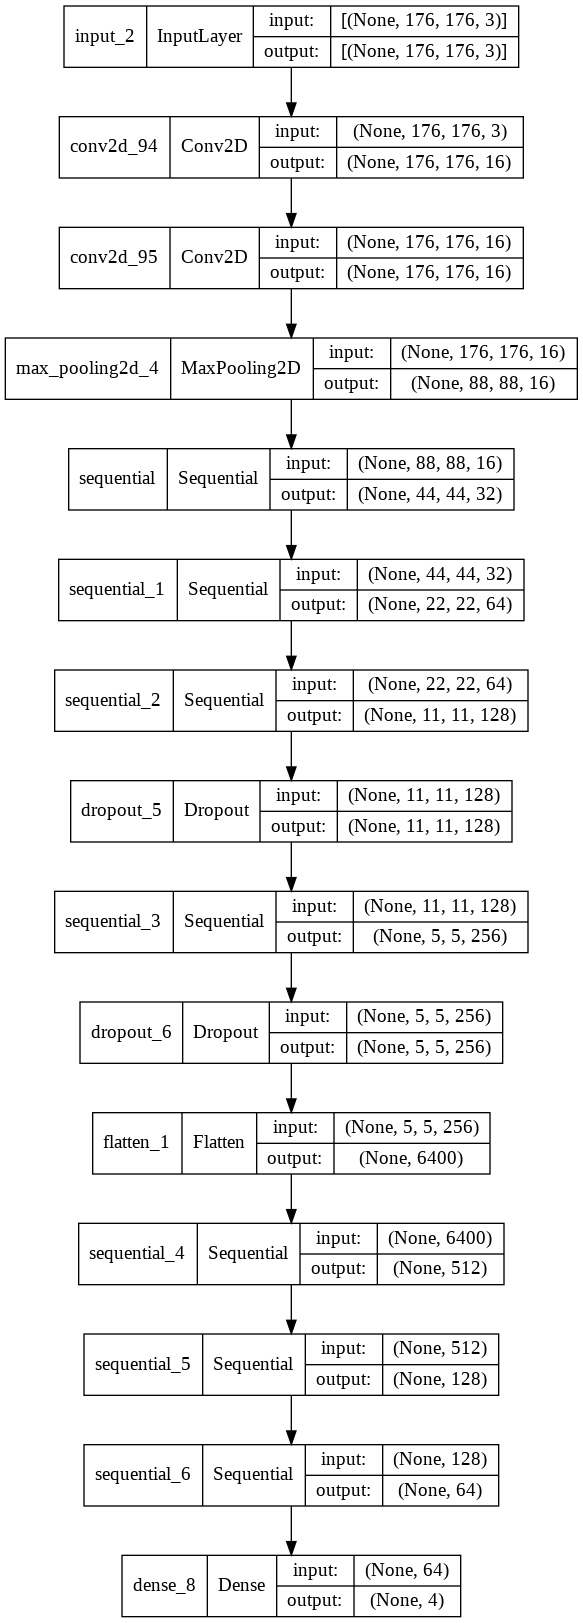 input_2 InputLayer input: [(None, 176, 176, 3)]
output: [(None, 176, 176, 3)]
conv2d_94 Conv2D input: (None, 176, 176, 3)
output: (None, 176, 176, 16)
conv2d_95 Conv2D input: (None, 176, 176, 16)
output: (None, 176, 176, 16)
max_pooling2d_4 MaxPooling2D input: (None, 176, 176, 16)
output: (None, 88, 88, 16)
sequential Sequential input: (None, 88, 88, 16)
output: (None, 44, 44, 32)
sequential_1 Sequential input: (None, 44, 44, 32)
output: (None, 22, 22, 64)
sequential_2 Sequential input: (None, 22, 22, 64)
output: (None, 11, 11, 128)
dropout_5 Dropout input: (None, 11, 11, 128)
output: (None, 11, 11, 128)
sequential_3 Sequential input: (None, 11, 11, 128)
output: (None, 5, 5, 256)
dropout_6 Dropout input: (None, 5, 5, 256)
output: (None, 5, 5, 256)
flatten_1 Flatten input: (None, 5, 5, 256)
output: (None, 6400)
sequential_4 Sequential input: (None, 6400)
output: (None, 512)
sequential_5 Sequential input: (None, 512)
output: (None, 128)
sequential_6 Sequential input: (None, 128)
output: (None, 64)
dense_8 Dense input: (None, 64)
output: (None, 4)